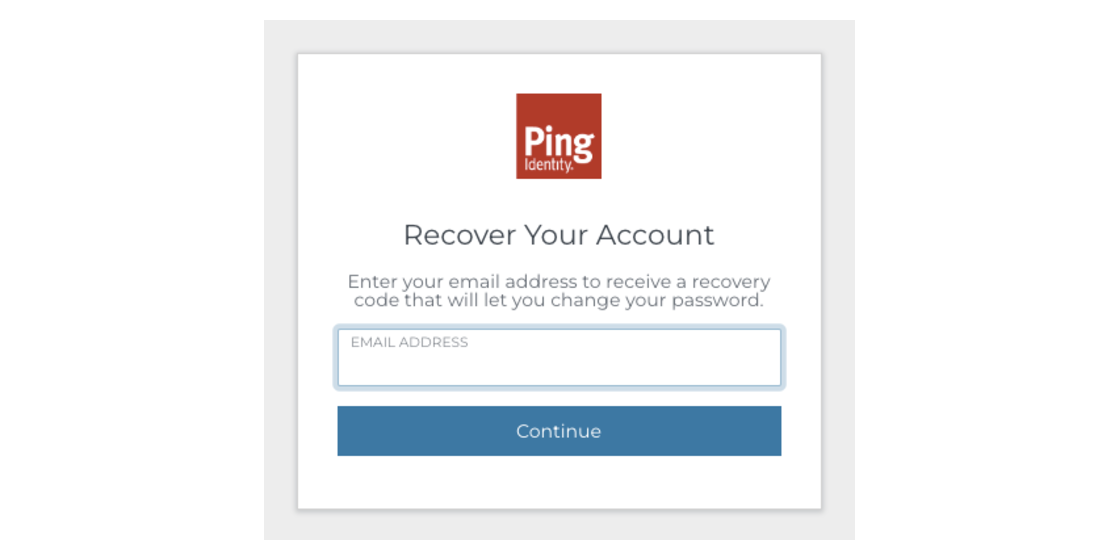 Ping
Identity.
Recover Your Account
Enter your email address to receive a recovery
code that will let you change your password.
EMAIL ADDRESS
Continue